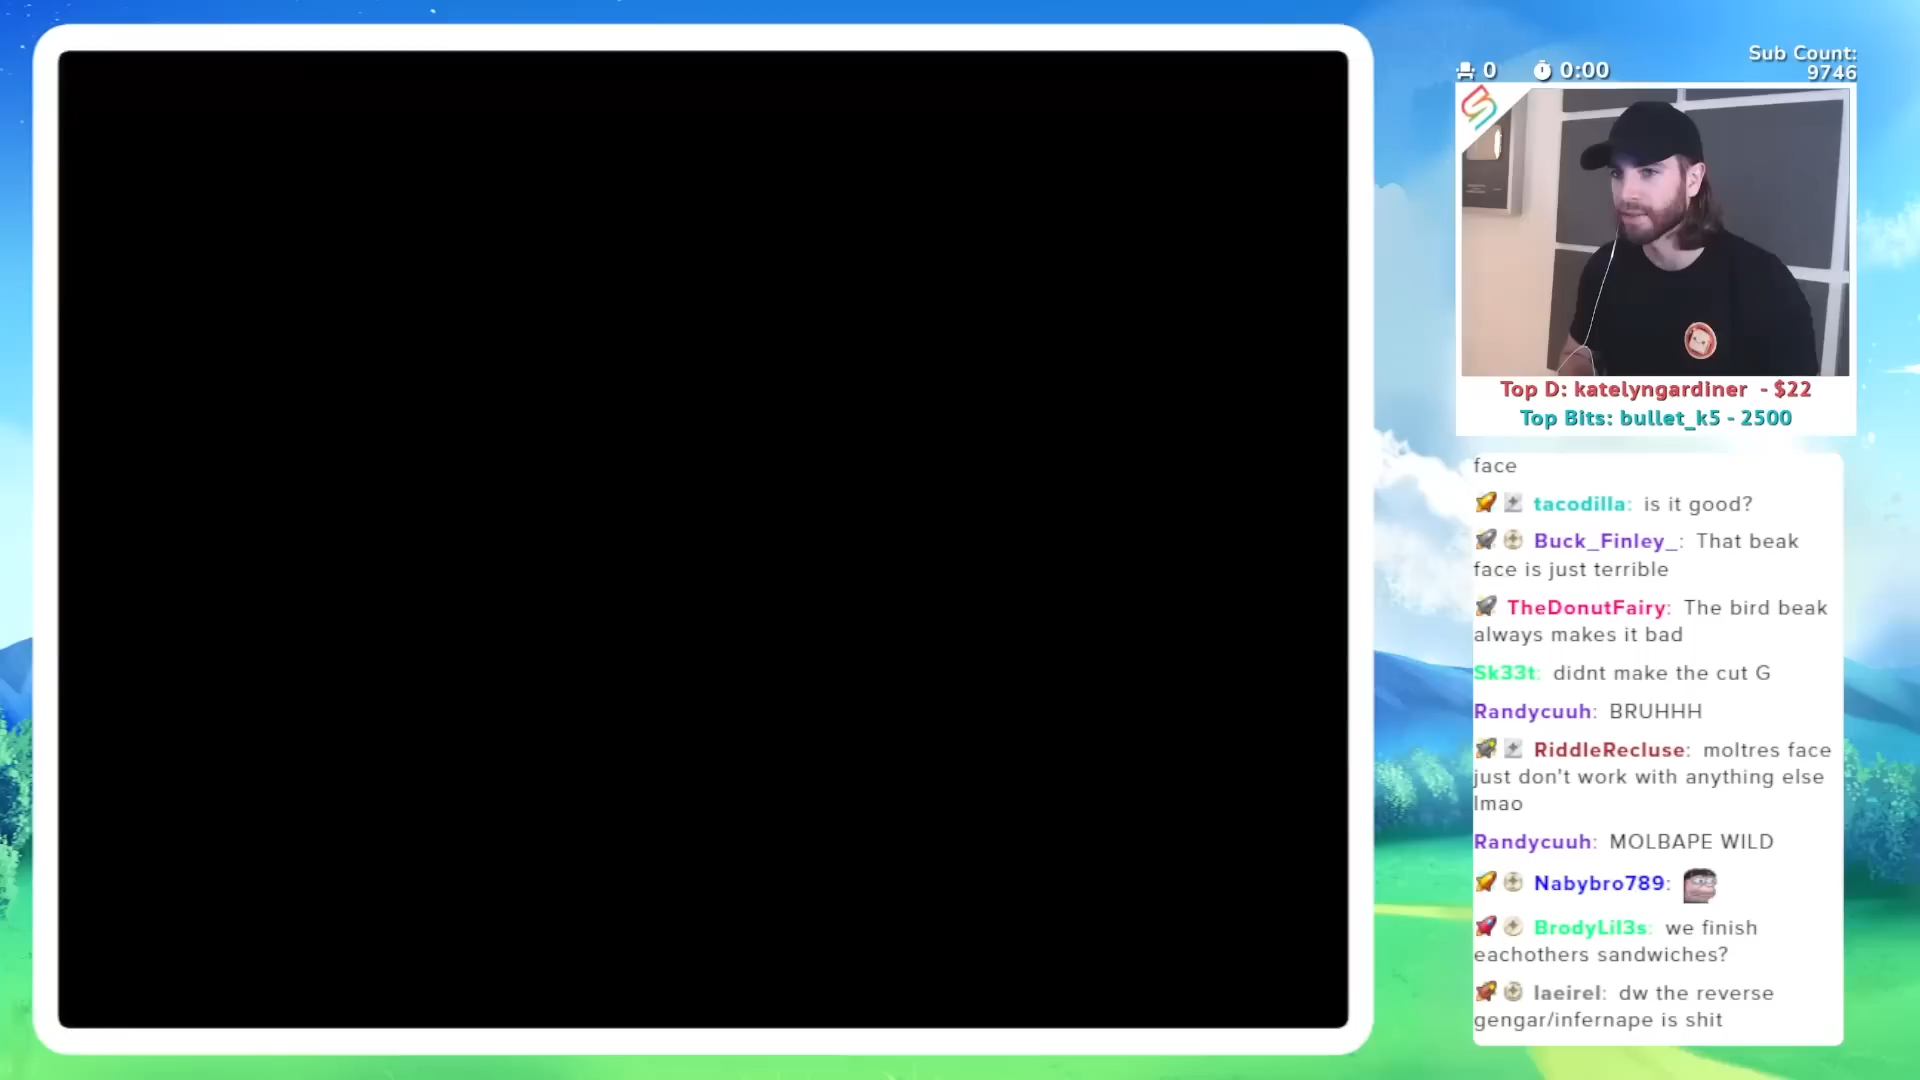 0
0:00
Sub Count:
9746
Top D: katelyngardiner - $22
Top Bits: bullet_k5 - 2500
face
tacodilla: is it good?
Buck_Finley_: That beak
face is just terrible
TheDonutFairy: The bird beak
always makes it bad
Sk33t: didnt make the cut G
Randycuuh: BRUHHH
RiddleRecluse: moltres face
just don't work with anything else
lmao
Randycuuh: MOLBAPE WILD
Nabybro789:
BrodyLil3s: we finish
eachothers sandwiches?
laeirel: dw the reverse
gengar/infernape is shit